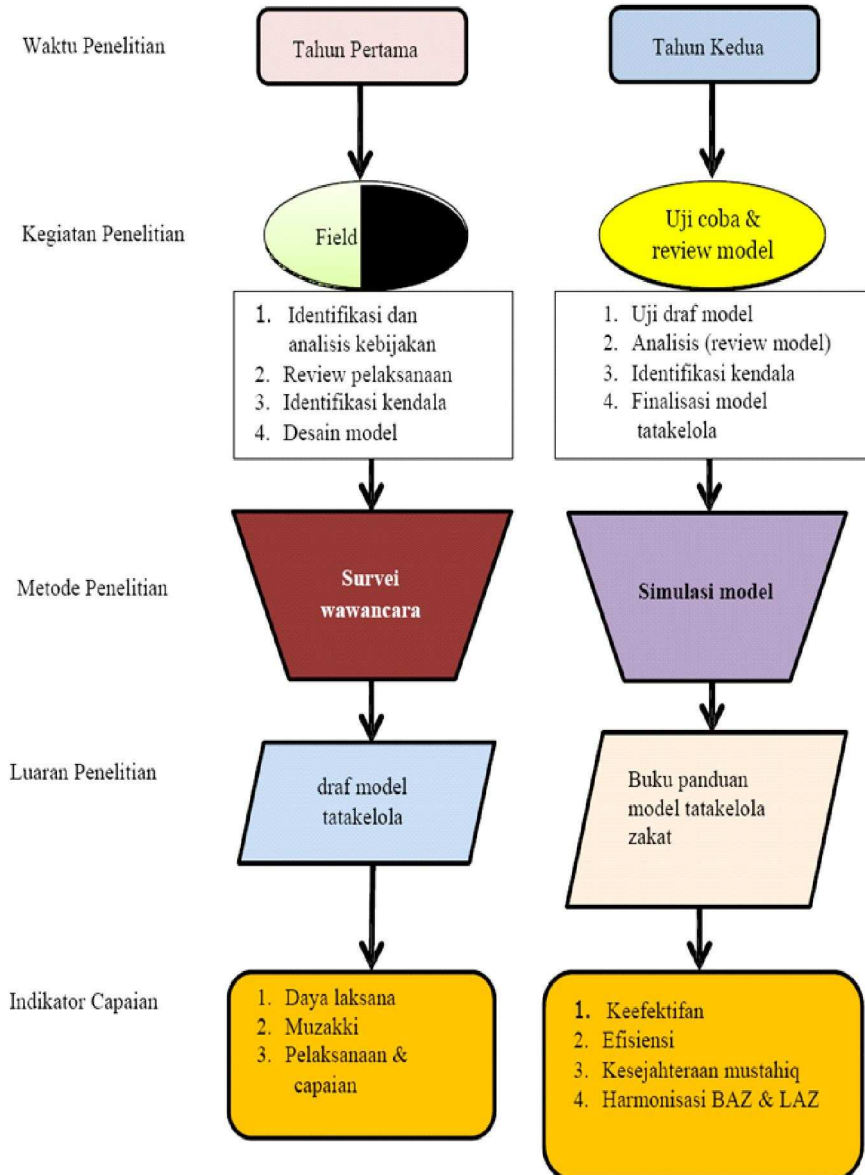 Waktu Penelitian
Tahun Pertama
Tahun Kedua
Kegiatan Penelitian
Field
Uji coba &
review model
1. Identifikasi dan
analisis kebijakan
2. Review pelaksanaan
3. Identifikasi kendala
4. Desain model
1. Uji draf model
2. Analisis (review model)
3. Identifikasi kendala
4. Finalisasi model
tatakelola
Metode Penelitian
Survei
wawancara
Simulasi model
Luaran Penelitian
draf model
tatakelola
Buku panduan
model tatakelola
zakat
Indikator Capaian
1. Daya laksana
2. Muzakki
3. Pelaksanaan &
capaian
1. Keefektifan
2. Efisiensi
3. Kesejahteraan mustahiq
4. Harmonisasi BAZ & LAZ